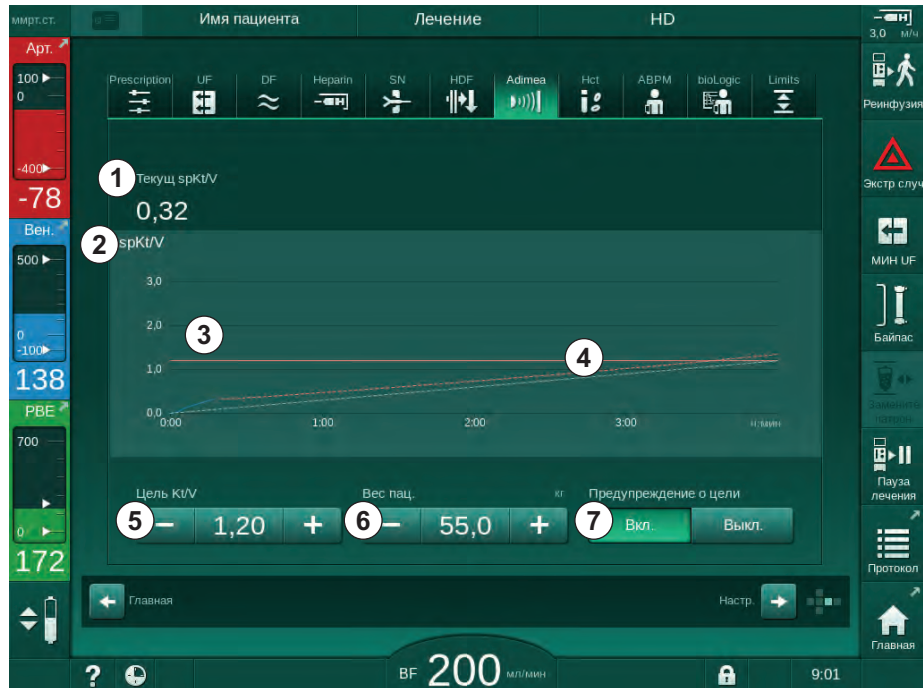 ммрт.ст.
Имя пациента
Лечение
HD
3,0 м/ч
Арт.
100
0
-400
-78
Вен.
500
0
-100
138
PBE
700
0
172
Prescription
UF
DF
Heparin
SN
HDF
Adimea
Hct
ABPM
bioLogic
Limits
1
Текущ spKt/V
0,32
2
spKt/V
3,0
2,0
3
4
1,0
0,0
0:00
1:00
2:00
3:00
ч:мин
Цель Kt/V
Вес пац.
кг
Предупреждение о цели
5
−
1,20
+
6
−
55,0
+
7
Вкл.
Выкл.
Главная
Настр.
?
BF 200 мл/мин
9:01
Реинфузия
Экстр случ
МИН UF
Байпас
Замените
Пауза
лечения
Протокол
Главная